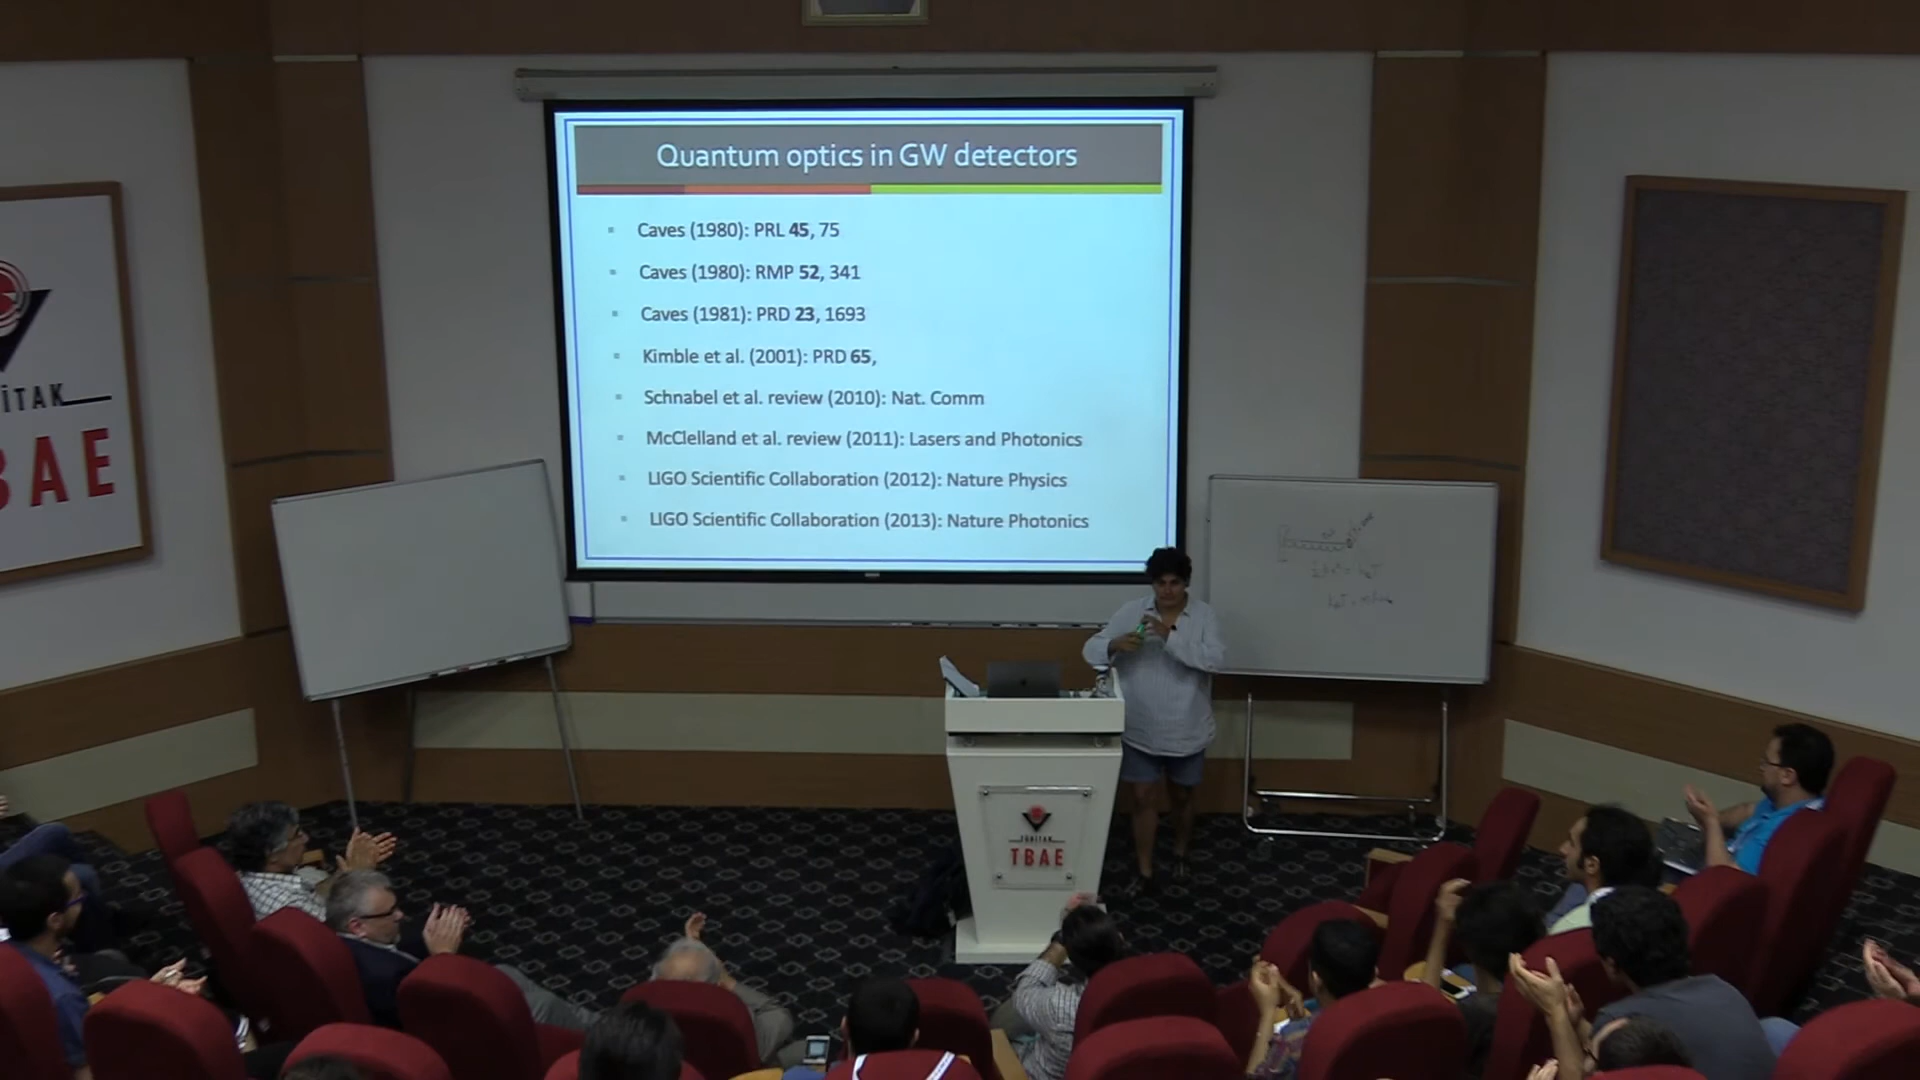 Quantum optics in GW detectors
Caves (1980): PRL 45, 75
Caves (1980): RMP 52, 341
Caves (1981): PRD 23, 1693
Kimble et al. (2001): PRD 65,
Schnabel et al. review (2010): Nat. Comm
McClelland et al. review (2011): Lasers and Photonics
LIGO Scientific Collaboration (2012): Nature Physics
LIGO Scientific Collaboration (2013): Nature Photonics
İTAK
BAE
TÜBİTAK
TBAE